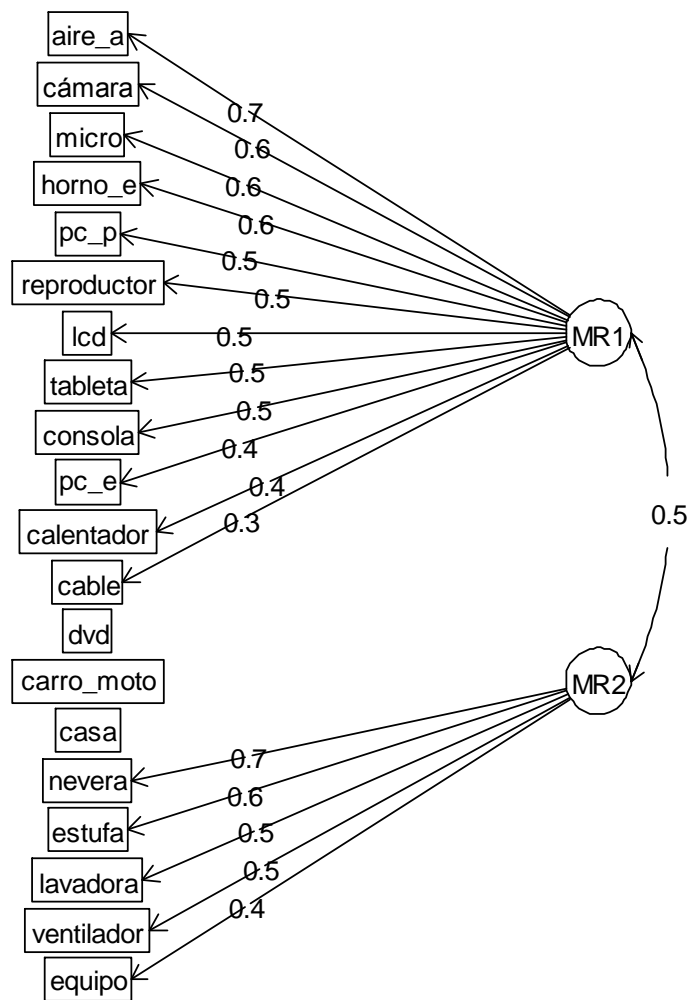 aire_a
cámara
micro
horno_e
pc_p
reproductor
lcd
tableta
consola
pc_e
calentador
cable
dvd
carro_moto
casa
nevera
estufa
lavadora
ventilador
equipo
0.7
0.6
0.6
0.6
0.5
0.5
0.5
0.5
0.5
0.4
0.4
0.3
0.7
0.6
0.5
0.5
0.4
MR1
MR2
0.5